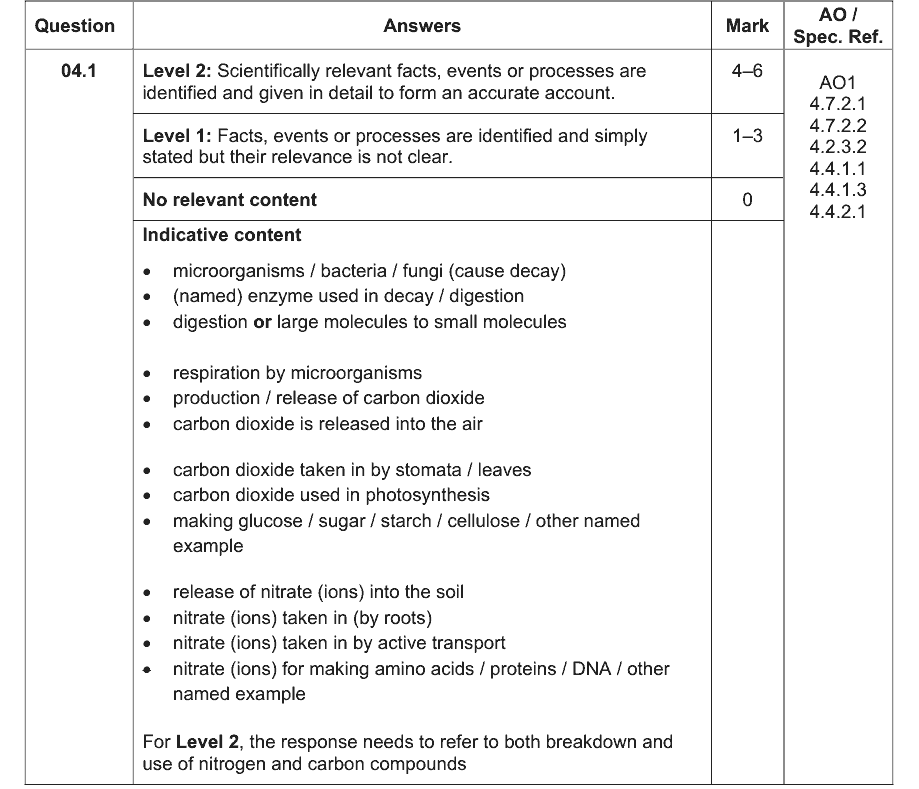 Question Answers Mark AO /
Spec. Ref.
04.1 Level 2: Scientifically relevant facts, events or processes are
identified and given in detail to form an accurate account.
4–6
Level 1: Facts, events or processes are identified and simply
stated but their relevance is not clear.
1–3
No relevant content 0
AO1
4.7.2.1
4.7.2.2
4.2.3.2
4.4.1.1
4.4.1.3
4.4.2.1
Indicative content
• microorganisms / bacteria / fungi (cause decay)
• (named) enzyme used in decay / digestion
• digestion or large molecules to small molecules
• respiration by microorganisms
• production / release of carbon dioxide
• carbon dioxide is released into the air
• carbon dioxide taken in by stomata / leaves
• carbon dioxide used in photosynthesis
• making glucose / sugar / starch / cellulose / other named
example
• release of nitrate (ions) into the soil
• nitrate (ions) taken in (by roots)
• nitrate (ions) taken in by active transport
• nitrate (ions) for making amino acids / proteins / DNA / other
named example
For Level 2, the response needs to refer to both breakdown and
use of nitrogen and carbon compounds